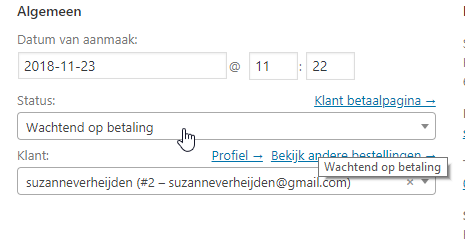 Algemeen
Datum van aanmaak:
2018-11-23 @ 11 : 22
Status: Klant betaalpagina →
Wachtend op betaling
Klant: Profiel → Bekijk andere bestellingen →
Wachtend op betaling
suzanneverheijden (#2 – suzanneverheijden@gmail.com) ×